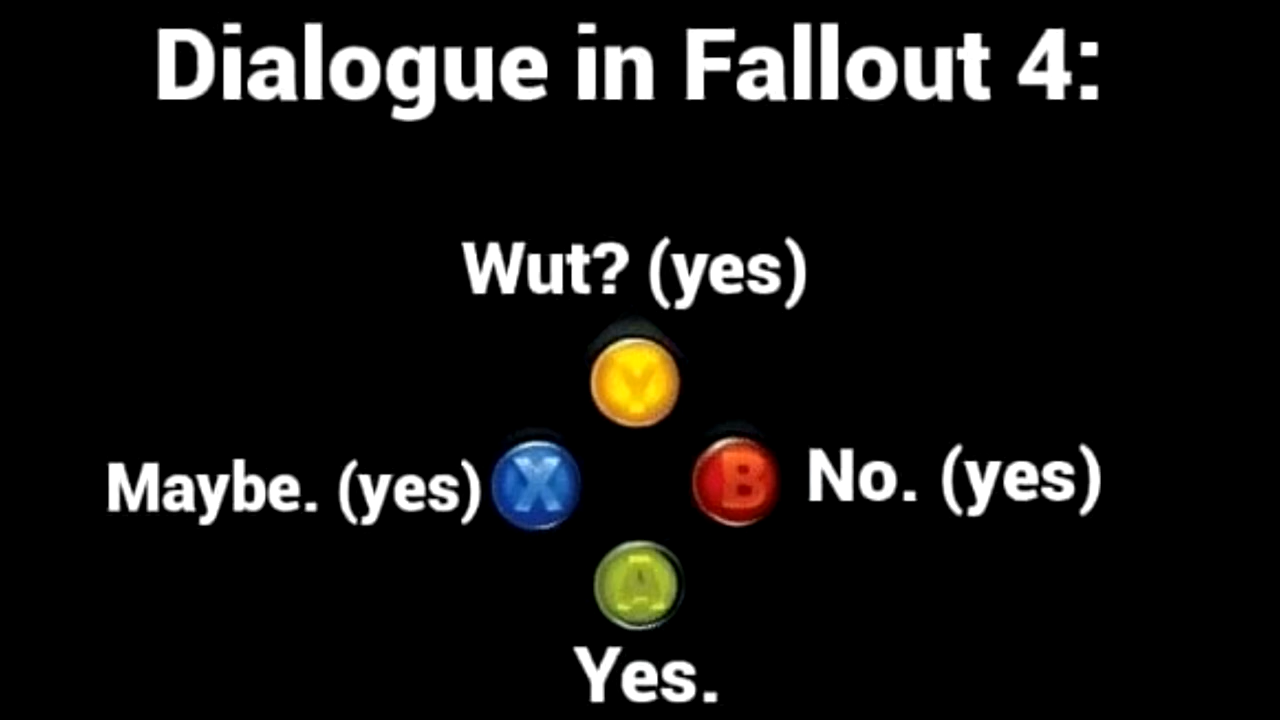 Dialogue in Fallout 4:
Wut? (yes)
Y
Maybe. (yes) X B No. (yes)
A
Yes.